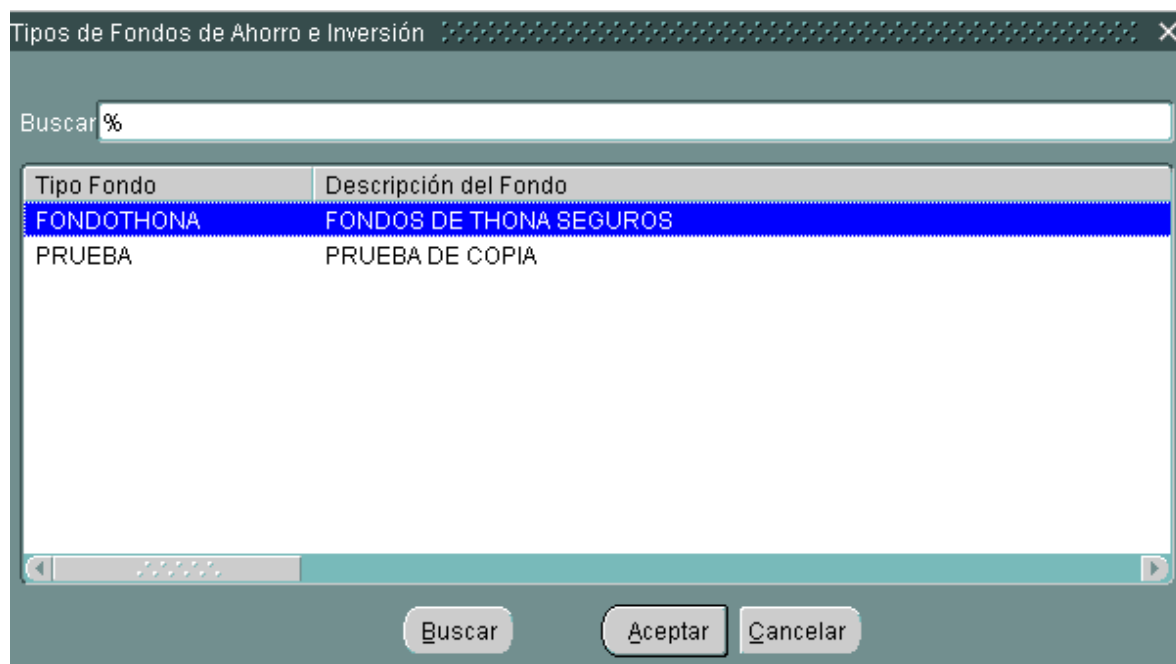 Tipos de Fondos de Ahorro e Inversión
Buscar %
Tipo Fondo Descripción del Fondo
FONDOTHONA FONDOS DE THONA SEGUROS
PRUEBA PRUEBA DE COPIA
Buscar Aceptar Cancelar